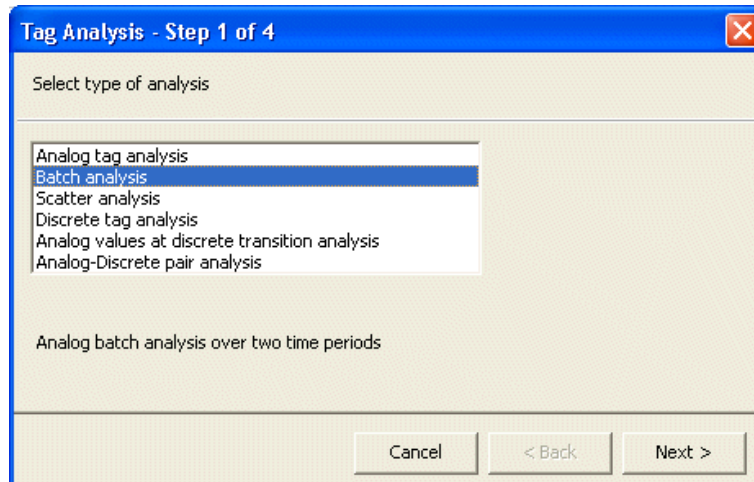 Tag Analysis - Step 1 of 4
Select type of analysis
Analog tag analysis
Batch analysis
Scatter analysis
Discrete tag analysis
Analog values at discrete transition analysis
Analog-Discrete pair analysis
Analog batch analysis over two time periods
Cancel
< Back
Next >